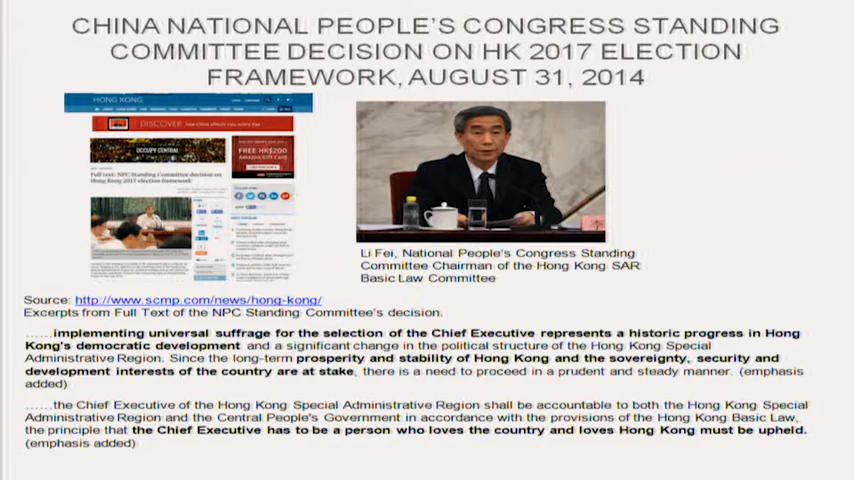 CHINA NATIONAL PEOPLE'S CONGRESS STANDING
COMMITTEE DECISION ON HK 2017 ELECTION
FRAMEWORK, AUGUST 31, 2014
HONG KONG
DISCOVER
OCCUPY CENTRAL
FREE HK$200
Amazon Gift Card
Full text: NPC Standing Committee decision on
Hong Kong 2017 election framework
Li Fei, National People's Congress Standing
Committee Chairman of the Hong Kong SAR
Basic Law Committee
Source: http://www.scmp.com/news/hong-kong/
Excerpts from Full Text of the NPC Standing Committee's decision.
......implementing universal suffrage for the selection of the Chief Executive represents a historic progress in Hong
Kong's democratic development and a significant change in the political structure of the Hong Kong Special
Administrative Region. Since the long-term prosperity and stability of Hong Kong and the sovereignty, security and
development interests of the country are at stake, there is a need to proceed in a prudent and steady manner. (emphasis
added)
......the Chief Executive of the Hong Kong Special Administrative Region shall be accountable to both the Hong Kong Special
Administrative Region and the Central People's Government in accordance with the provisions of the Hong Kong Basic Law,
the principle that the Chief Executive has to be a person who loves the country and loves Hong Kong must be upheld.
(emphasis added)